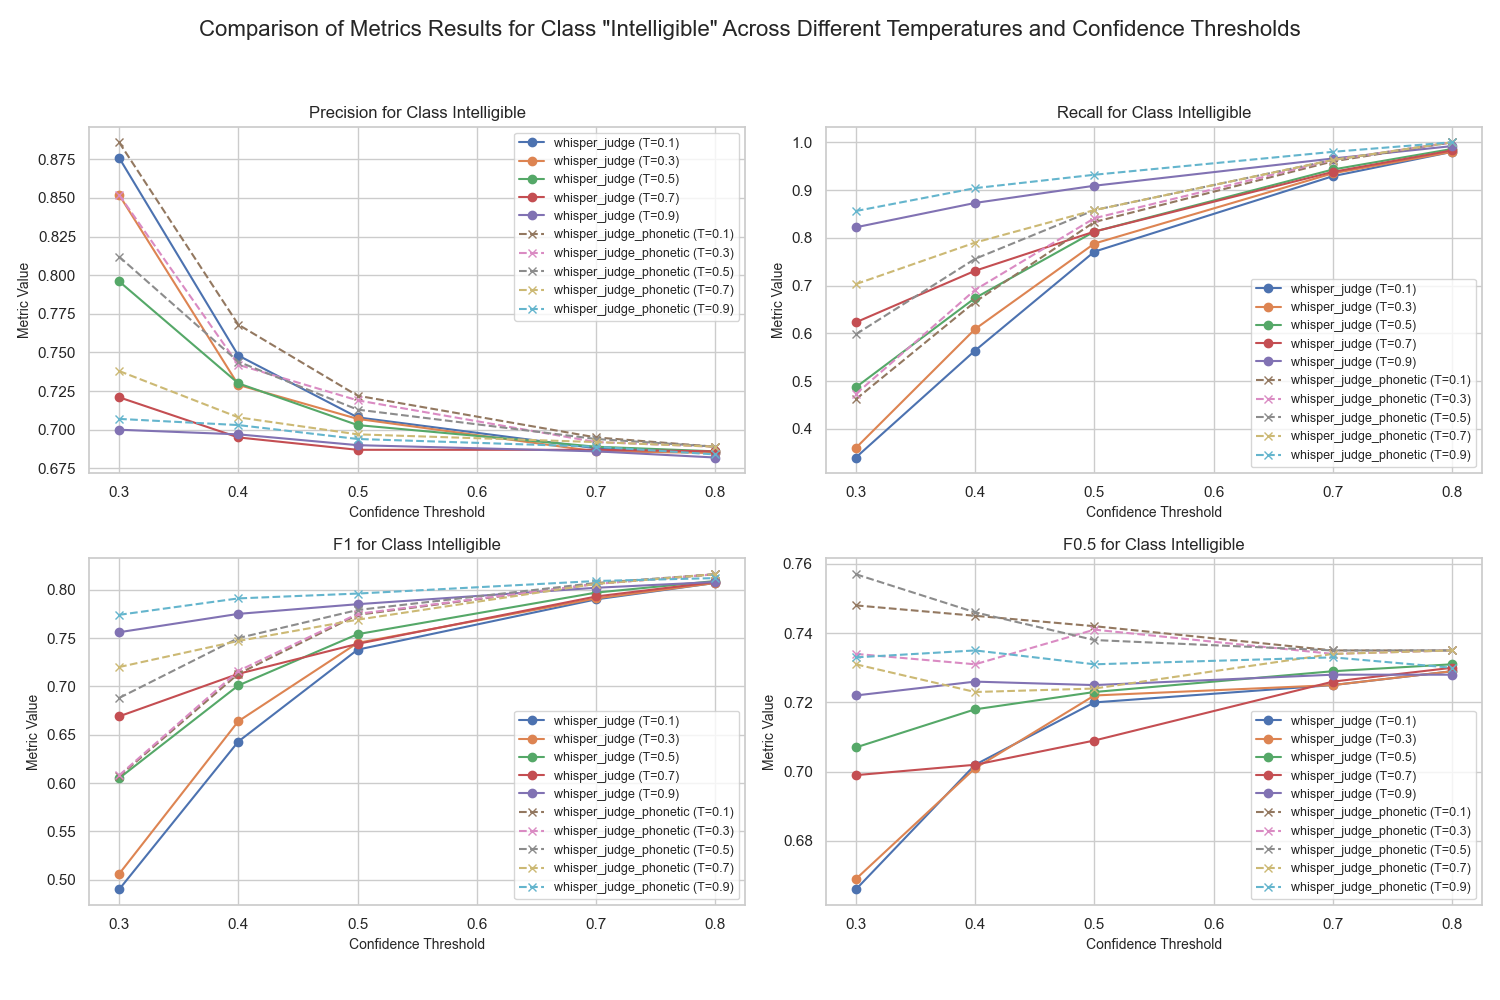 Comparison of Metrics Results for Class "Intelligible" Across Different Temperatures and Confidence Thresholds
Precision for Class Intelligible
Metric Value
0.875
0.850
0.825
0.800
0.775
0.750
0.725
0.700
0.675
0.3 0.4 0.5 0.6 0.7 0.8
Confidence Threshold
whisper_judge (T=0.1)
whisper_judge (T=0.3)
whisper_judge (T=0.5)
whisper_judge (T=0.7)
whisper_judge (T=0.9)
whisper_judge_phonetic (T=0.1)
whisper_judge_phonetic (T=0.3)
whisper_judge_phonetic (T=0.5)
whisper_judge_phonetic (T=0.7)
whisper_judge_phonetic (T=0.9)
Recall for Class Intelligible
Metric Value
1.0
0.9
0.8
0.7
0.6
0.5
0.4
0.3 0.4 0.5 0.6 0.7 0.8
Confidence Threshold
whisper_judge (T=0.1)
whisper_judge (T=0.3)
whisper_judge (T=0.5)
whisper_judge (T=0.7)
whisper_judge (T=0.9)
whisper_judge_phonetic (T=0.1)
whisper_judge_phonetic (T=0.3)
whisper_judge_phonetic (T=0.5)
whisper_judge_phonetic (T=0.7)
whisper_judge_phonetic (T=0.9)
F1 for Class Intelligible
Metric Value
0.80
0.75
0.70
0.65
0.60
0.55
0.50
0.3 0.4 0.5 0.6 0.7 0.8
Confidence Threshold
whisper_judge (T=0.1)
whisper_judge (T=0.3)
whisper_judge (T=0.5)
whisper_judge (T=0.7)
whisper_judge (T=0.9)
whisper_judge_phonetic (T=0.1)
whisper_judge_phonetic (T=0.3)
whisper_judge_phonetic (T=0.5)
whisper_judge_phonetic (T=0.7)
whisper_judge_phonetic (T=0.9)
F0.5 for Class Intelligible
Metric Value
0.76
0.74
0.72
0.70
0.68
0.3 0.4 0.5 0.6 0.7 0.8
Confidence Threshold
whisper_judge (T=0.1)
whisper_judge (T=0.3)
whisper_judge (T=0.5)
whisper_judge (T=0.7)
whisper_judge (T=0.9)
whisper_judge_phonetic (T=0.1)
whisper_judge_phonetic (T=0.3)
whisper_judge_phonetic (T=0.5)
whisper_judge_phonetic (T=0.7)
whisper_judge_phonetic (T=0.9)